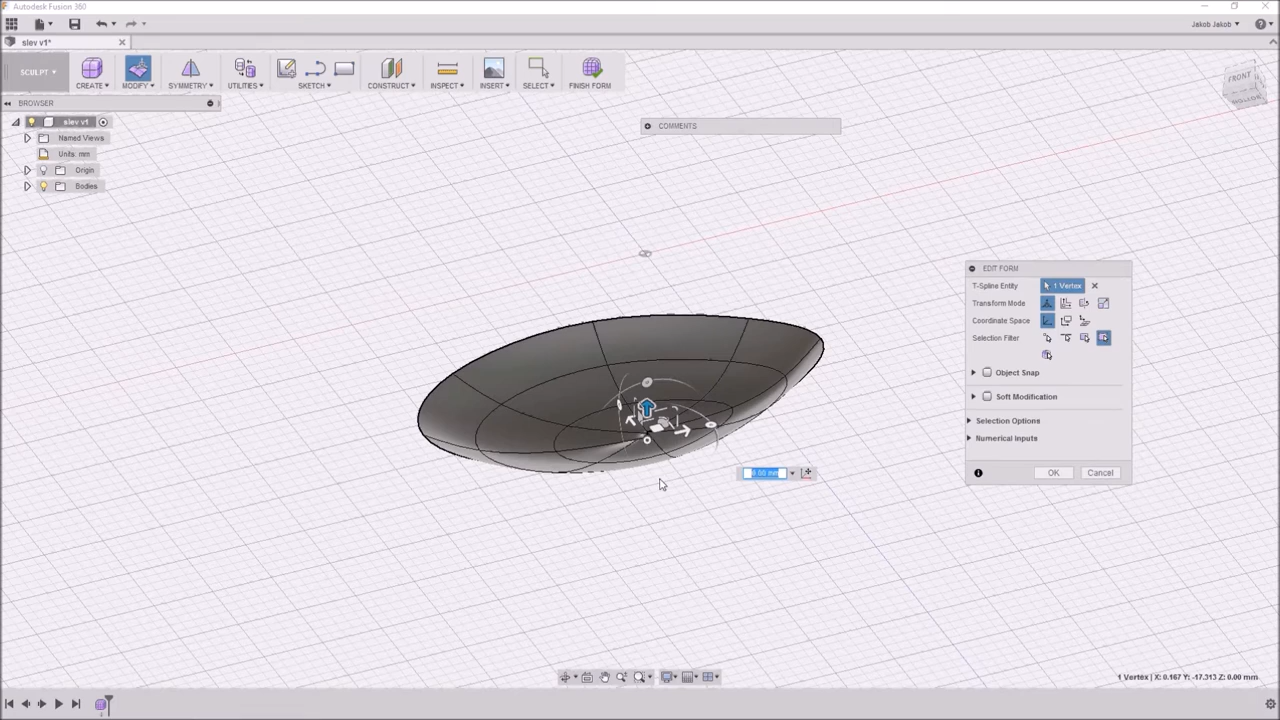 Autodesk Fusion 360
Jakob Jakob
slev v1*
SCULPT
CREATE
MODIFY
SYMMETRY
UTILITIES
SKETCH
CONSTRUCT
INSPECT
INSERT
SELECT
FINISH FORM
BROWSER
slev v1
Named Views
Units: mm
Origin
Bodies
COMMENTS
FRONT
EDIT FORM
T-Spline Entity
1 Vertex
Transform Mode
Coordinate Space
Selection Filter
Object Snap
Soft Modification
Selection Options
Numerical Inputs
OK
Cancel
1 Vertex | X: 0.167 Y: -17.313 Z: 0.00 mm